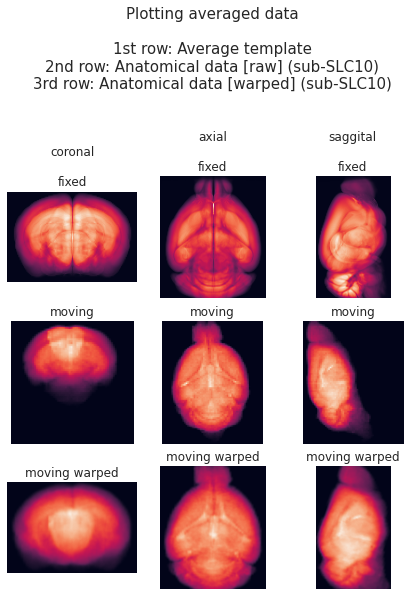 Plotting averaged data
1st row: Average template
2nd row: Anatomical data [raw] (sub-SLC10)
3rd row: Anatomical data [warped] (sub-SLC10)
coronal
axial
saggital
fixed
fixed
fixed
moving
moving
moving
moving warped
moving warped
moving warped